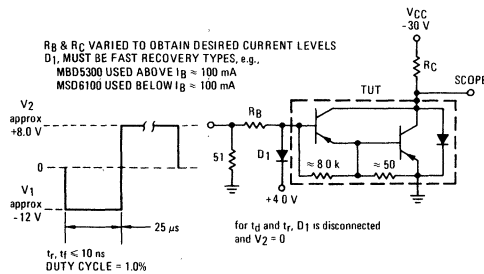 RB & RC VARIED TO OBTAIN DESIRED CURRENT LEVELS
D1, MUST BE FAST RECOVERY TYPES, e.g.,
MBD5300 USED ABOVE IB ≈ 100 mA
MSD6100 USED BELOW IB ≈ 100 mA
VCC
-30 V
RC
SCOPE
TUT
V2
approx
+8.0 V
0
V1
approx
-12 V
RB
51
D1
≈ 8.0 k
≈ 50
+4.0 V
25 μs
for td and tr, D1 is disconnected
and V2 = 0
tr, tf ≤ 10 ns
DUTY CYCLE = 1.0%